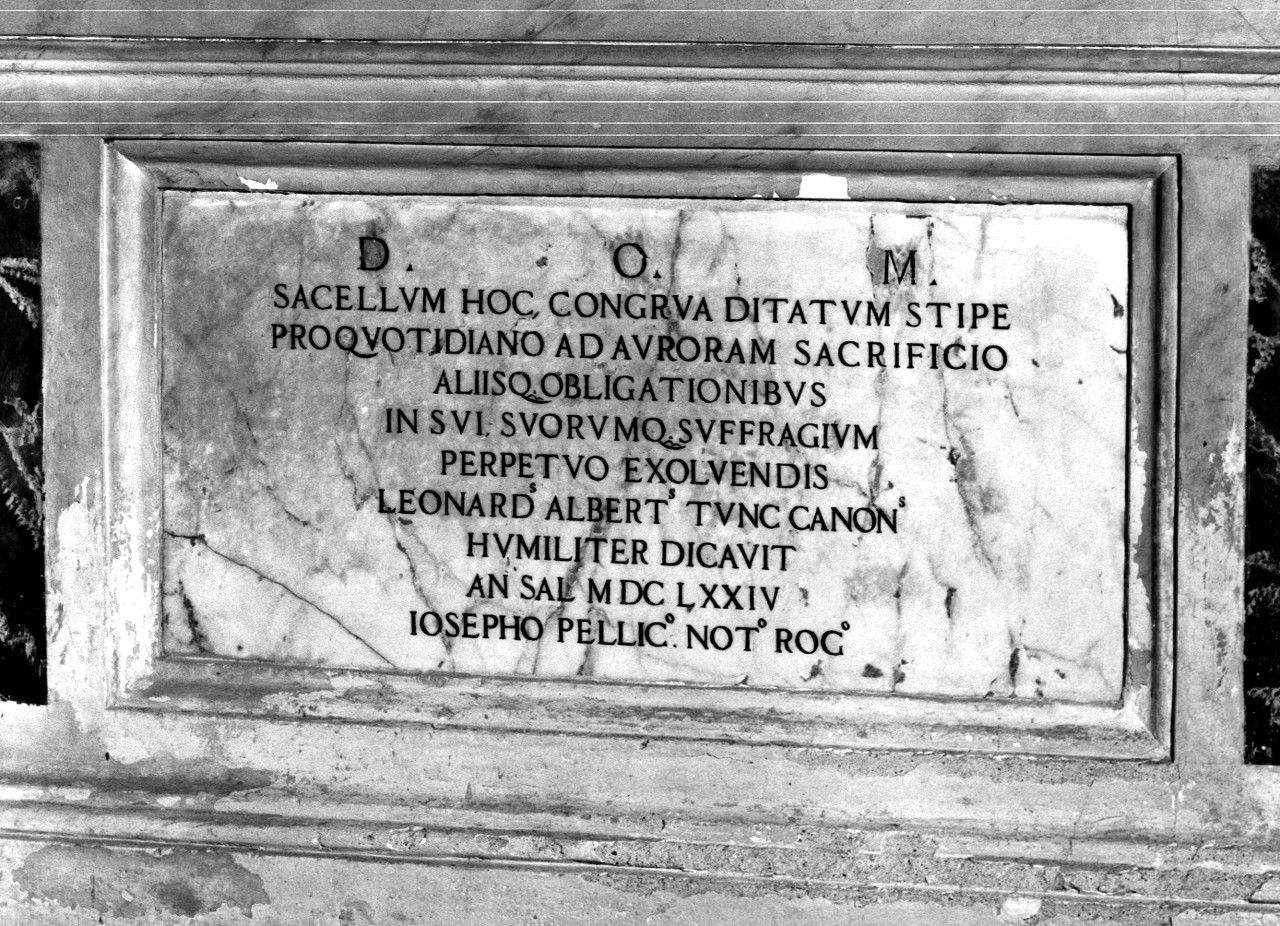 D. O. M.
SACELLVM HOC, CONGRVA DITATVM STIPE
PROQVOTIDIANO AD AVRORAM SACRIFICIO
ALIISQ. OBLIGATIONIBVS
IN SVI, SVORVMQ. SVFFRAGIVM
PERPETVO EXOLVENDIS
LEONARDˢ ALBERTˢ TVNC CANONˢ
HVMILITER DICAVIT
AN SAL MDCLXXIV
IOSEPHO PELLICº. NOTº ROGº